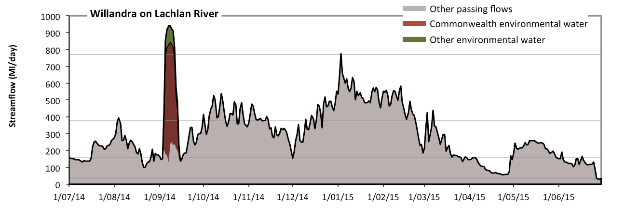 Willandra on Lachlan River
Other passing flows
Commonwealth environmental water
Other environmental water
Streamflow (Ml/day)
1000
900
800
700
600
500
400
300
200
100
0
1/07/14 1/08/14 1/09/14 1/10/14 1/11/14 1/12/14 1/01/15 1/02/15 1/03/15 1/04/15 1/05/15 1/06/15